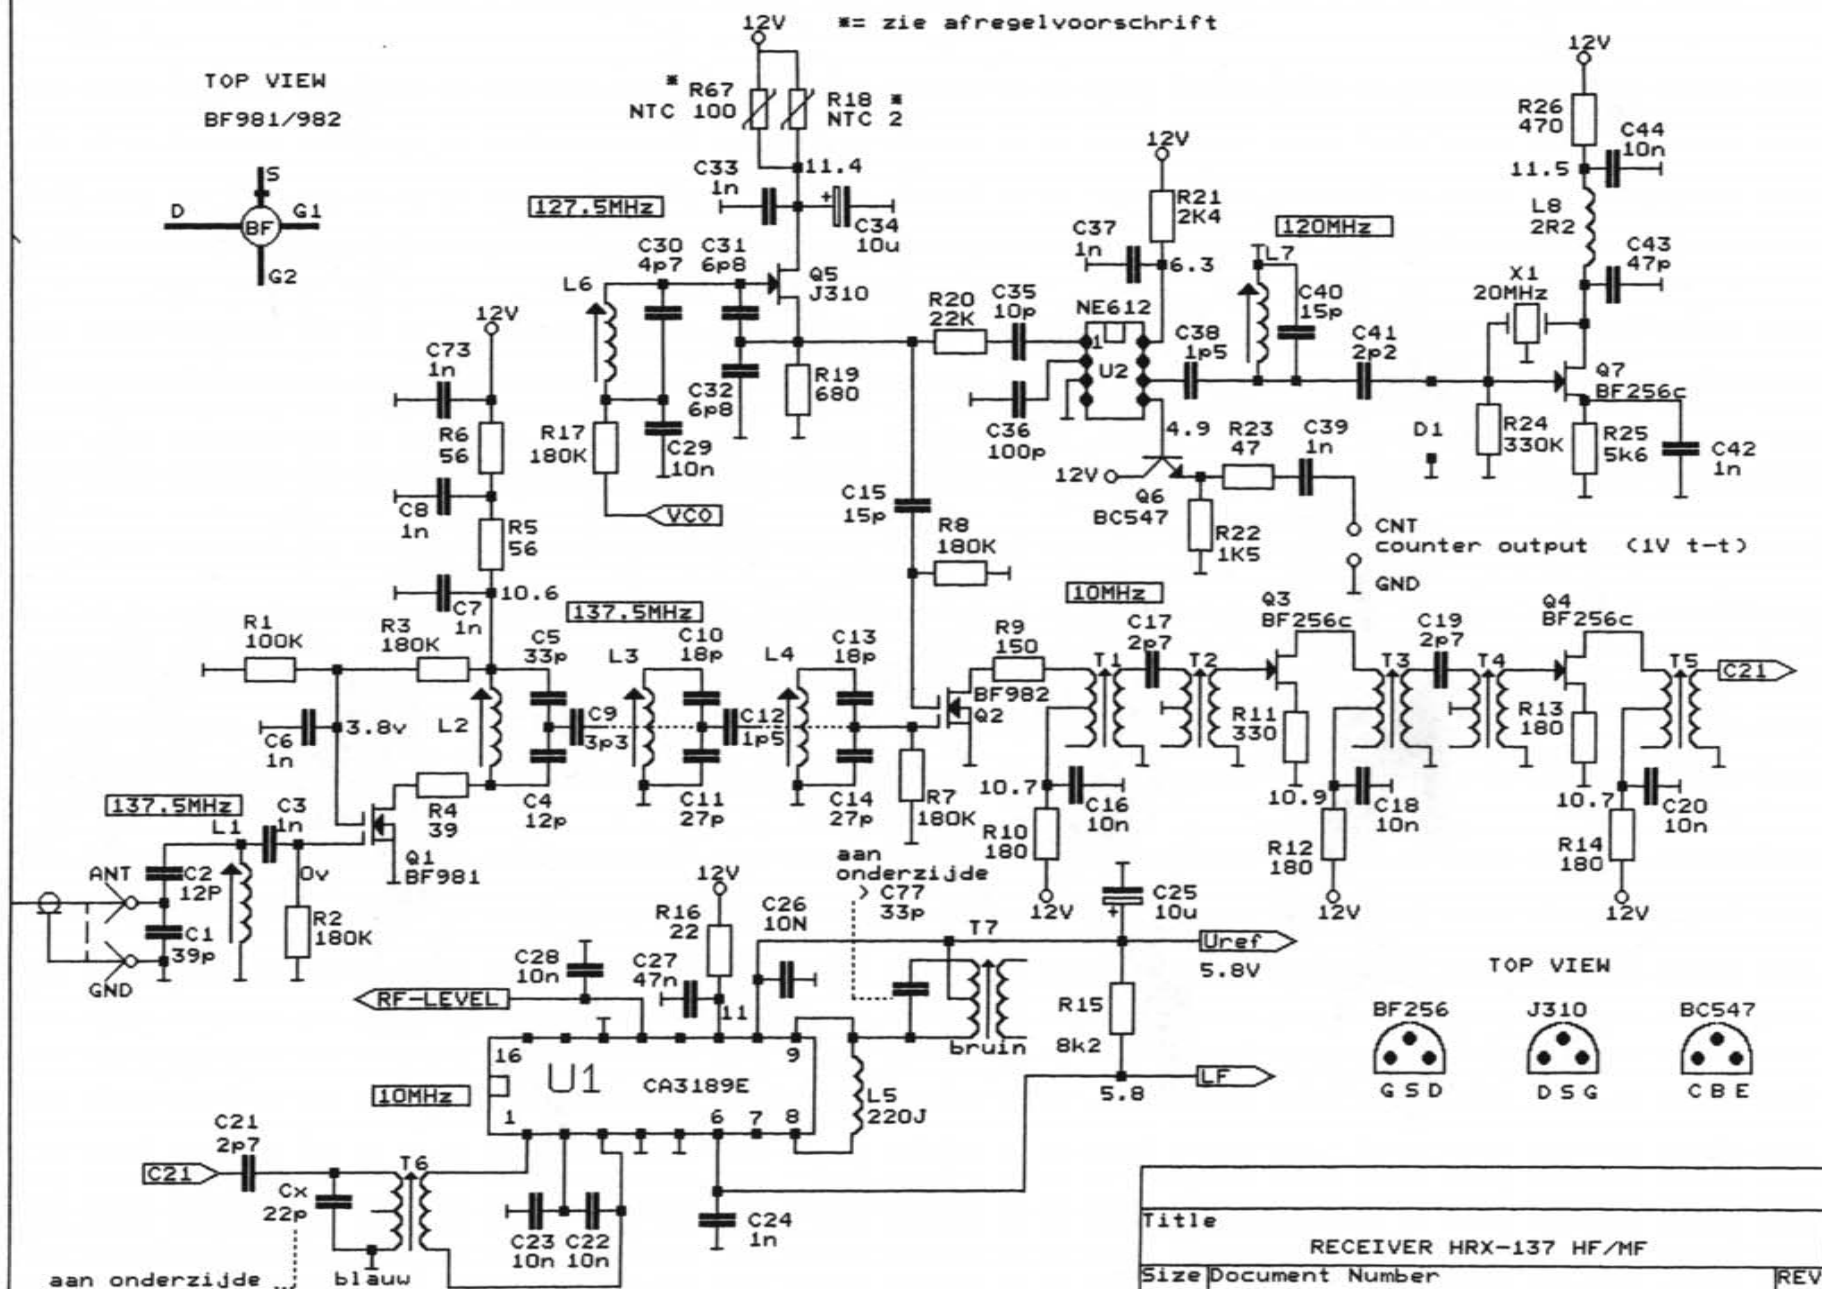 *= zie afregelvoorschrift
TOP VIEW
BF981/982
S
D
G1
BF
G2
12V
*
R67
NTC 100
R18 *
NTC 2
11.4
C33
1n
C34
10u
127.5MHz
C30
4p7
C31
6p8
L6
Q5
J310
C32
6p8
R19
680
R17
180K
C29
10n
VCO
12V
C73
1n
R6
56
C8
1n
R5
56
C7
1n
10.6
12V
R21
2K4
C37
1n
6.3
R20
22K
C35
10p
NE612
1
U2
C36
100p
C38
1p5
120MHz
L7
C40
15p
C41
2p2
4.9
R23
47
C39
1n
12V
Q6
BC547
R22
1K5
CNT
counter output (1V t-t)
GND
D1
12V
R26
470
C44
10n
11.5
L8
2R2
C43
47p
X1
20MHz
Q7
BF256c
R24
330K
R25
5k6
C42
1n
C15
15p
R8
180K
R1
100K
R3
180K
C5
33p
137.5MHz
L3
C10
18p
L4
C13
18p
C6
1n
3.8v
L2
C9
3p3
C12
1p5
R4
39
C4
12p
C11
27p
C14
27p
R7
180K
BF982
Q2
R9
150
10MHz
T1
C17
2p7
T2
Q3
BF256c
R11
330
T3
C19
2p7
T4
Q4
BF256c
R13
180
T5
C21
10.7
C16
10n
R10
180
12V
10.9
C18
10n
R12
180
12V
10.7
C20
10n
R14
180
12V
137.5MHz
L1
C3
1n
Q1
BF981
0v
R2
180K
ANT
C2
12P
C1
39p
GND
12V
R16
22
C26
10N
C28
10n
C27
47n
11
RF-LEVEL
aan
onderzijde
> C77
33p
T7
bruin
C25
10u
Uref
5.8V
R15
8k2
LF
5.8
16
9
U1
CA3189E
1
6
7
8
L5
220J
10MHz
C21
2p7
C21
T6
Cx
22p
C23
10n
C22
10n
C24
1n
aan onderzijde
blauw
TOP VIEW
BF256
J310
BC547
G S D
D S G
C B E
Title
RECEIVER HRX-137 HF/MF
Size
Document Number
REV